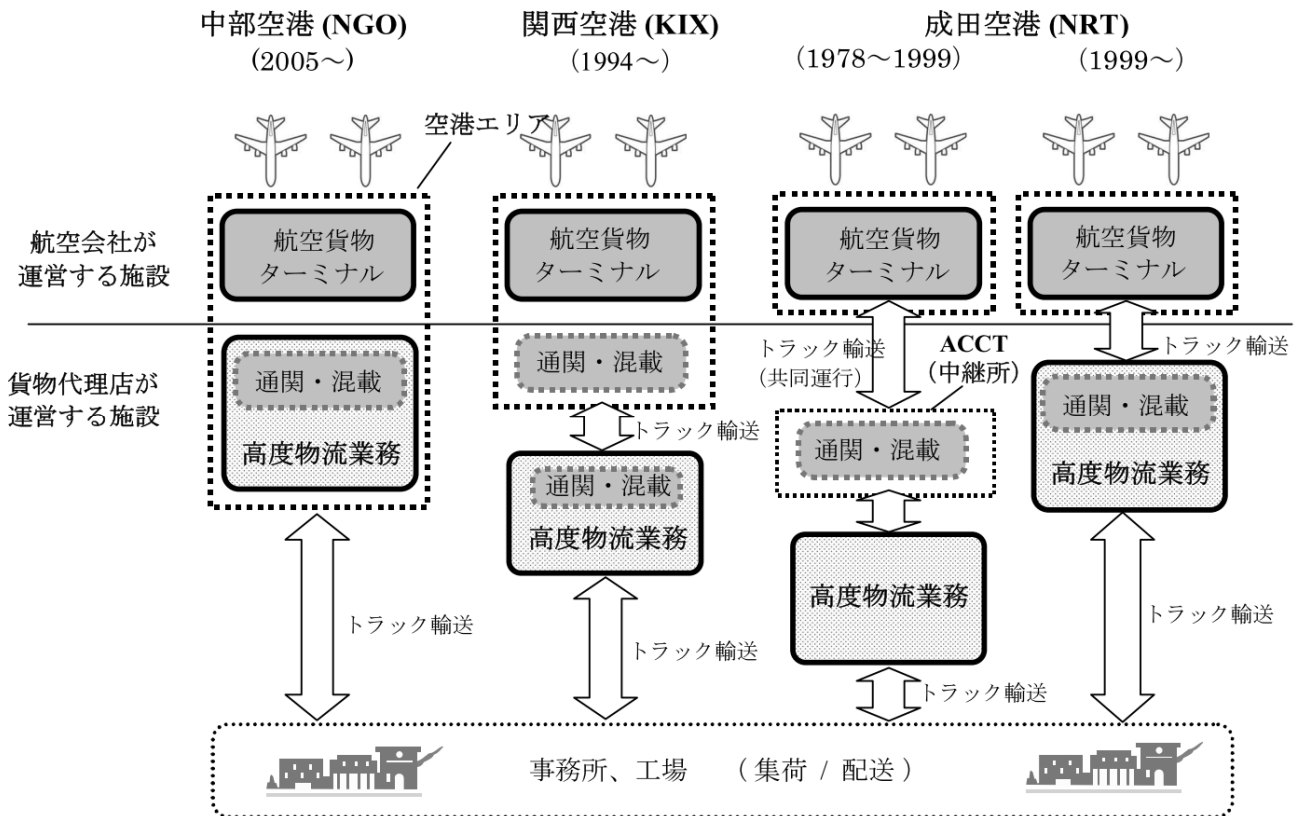 中部空港 (NGO)
(2005～)
関西空港 (KIX)
(1994～)
成田空港 (NRT)
(1978～1999)
(1999～)
空港エリア
航空会社が
運営する施設
航空貨物
ターミナル
航空貨物
ターミナル
航空貨物
ターミナル
航空貨物
ターミナル
貨物代理店が
運営する施設
通関・混載
高度物流業務
トラック輸送
通関・混載
トラック輸送
通関・混載
高度物流業務
トラック輸送
トラック輸送
(共同運行)
ACCT
(中継所)
通関・混載
高度物流業務
トラック輸送
トラック輸送
通関・混載
高度物流業務
トラック輸送
事務所、工場 ( 集荷 / 配送 )